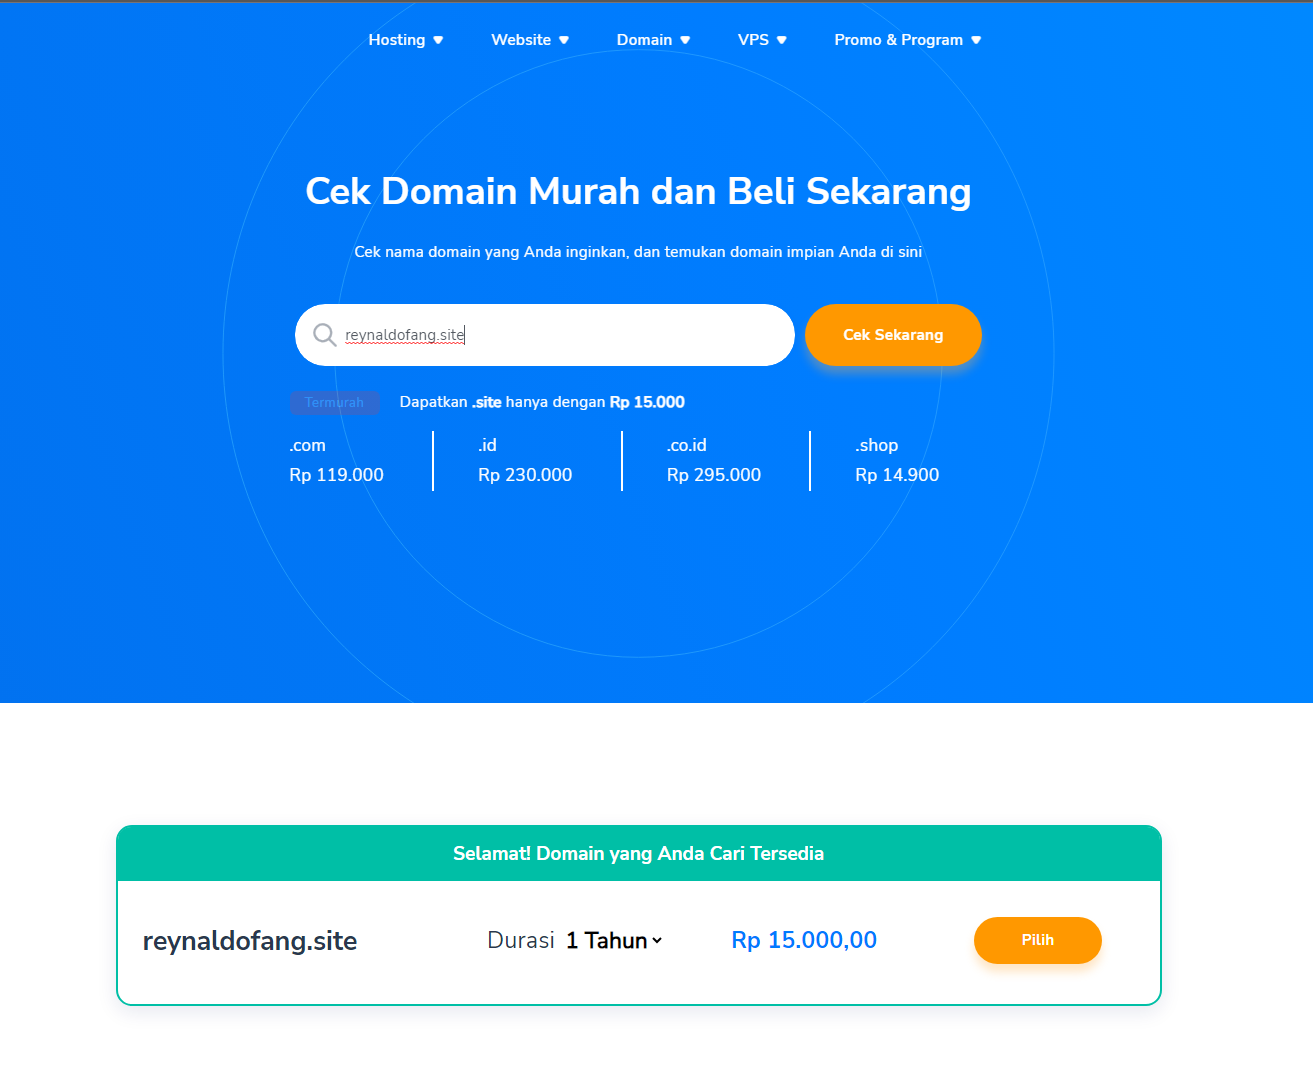 Hosting Website Domain VPS Promo & Program
Cek Domain Murah dan Beli Sekarang
Cek nama domain yang Anda inginkan, dan temukan domain impian Anda di sini
reynaldofang.site Cek Sekarang
Termurah Dapatkan .site hanya dengan Rp 15.000
.com .id .co.id .shop
Rp 119.000 Rp 230.000 Rp 295.000 Rp 14.900
Selamat! Domain yang Anda Cari Tersedia
reynaldofang.site Durasi 1 Tahun Rp 15.000,00 Pilih